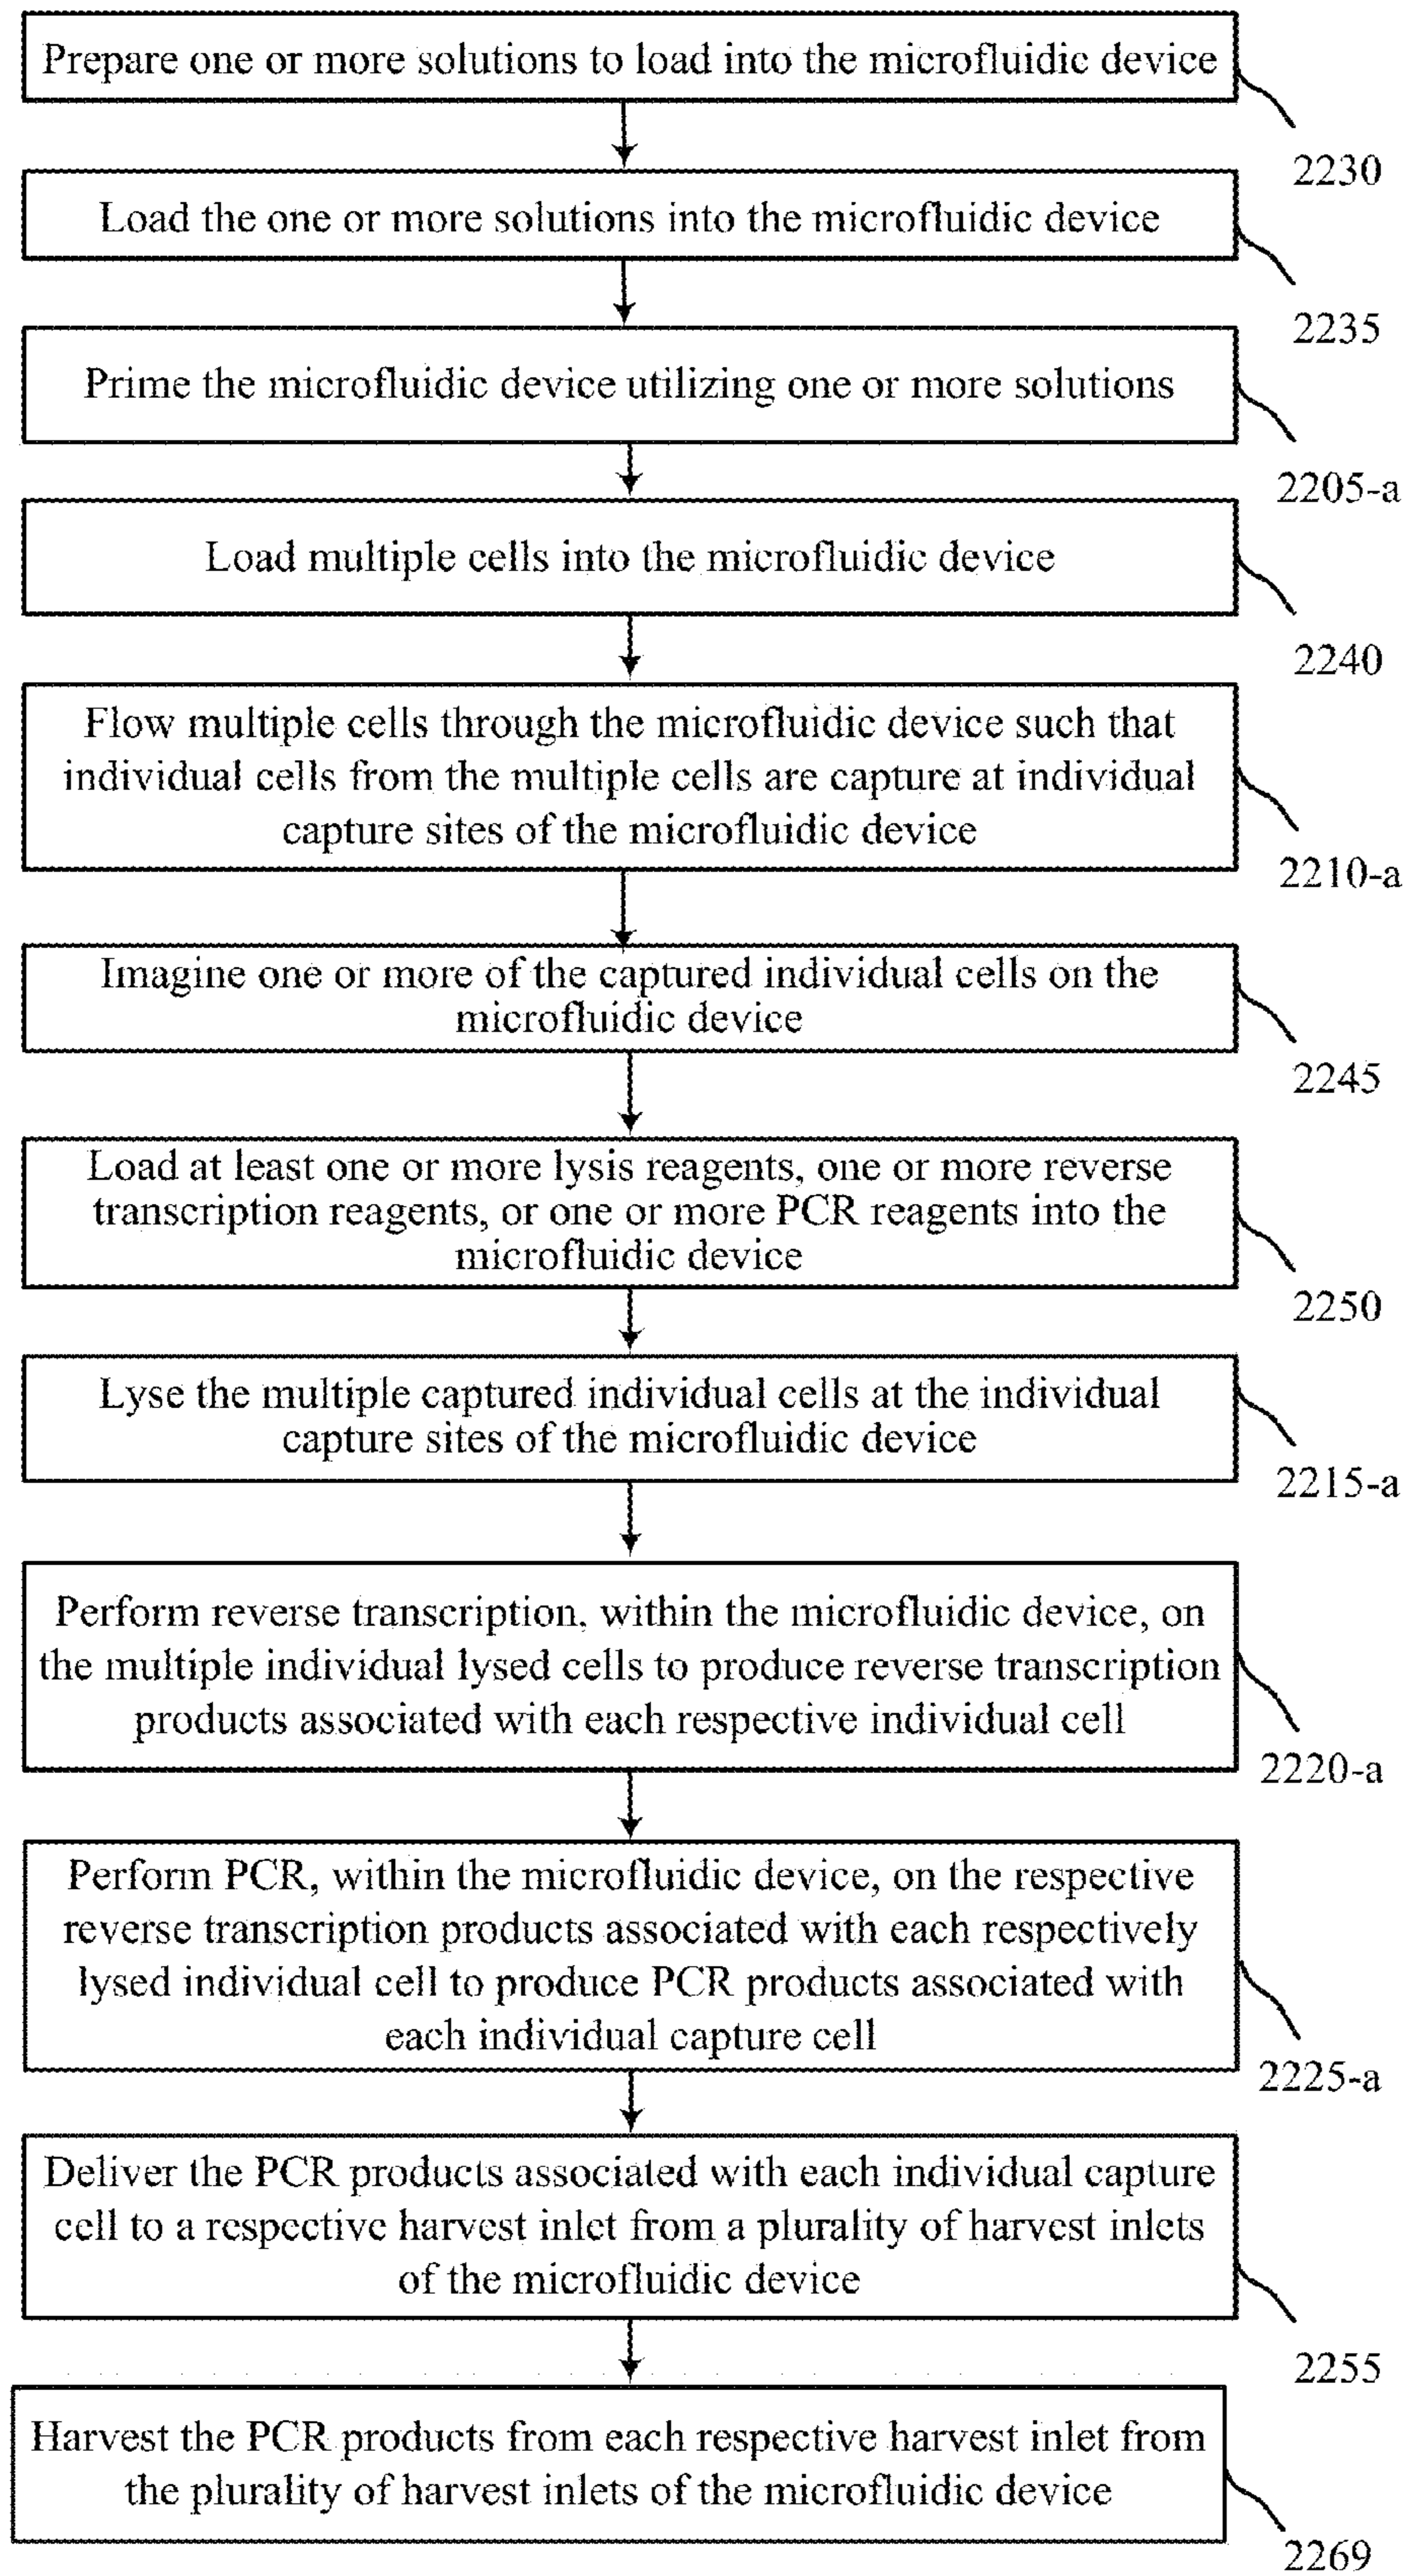 Prepare one or more solutions to load into the microfluidic device
2230
Load the one or more solutions into the microfluidic device
2235
Prime the microfluidic device utilizing one or more solutions
2205-a
Load multiple cells into the microfluidic device
2240
Flow multiple cells through the microfluidic device such that
individual cells from the multiple cells are capture at individual
capture sites of the microfluidic device
2210-a
Imagine one or more of the captured individual cells on the
microfluidic device
2245
Load at least one or more lysis reagents, one or more reverse
transcription reagents, or one or more PCR reagents into the
microfluidic device
2250
Lyse the multiple captured individual cells at the individual
capture sites of the microfluidic device
2215-a
Perform reverse transcription, within the microfluidic device, on
the multiple individual lysed cells to produce reverse transcription
products associated with each respective individual cell
2220-a
Perform PCR, within the microfluidic device, on the respective
reverse transcription products associated with each respectively
lysed individual cell to produce PCR products associated with
each individual capture cell
2225-a
Deliver the PCR products associated with each individual capture
cell to a respective harvest inlet from a plurality of harvest inlets
of the microfluidic device
2255
Harvest the PCR products from each respective harvest inlet from
the plurality of harvest inlets of the microfluidic device
2269